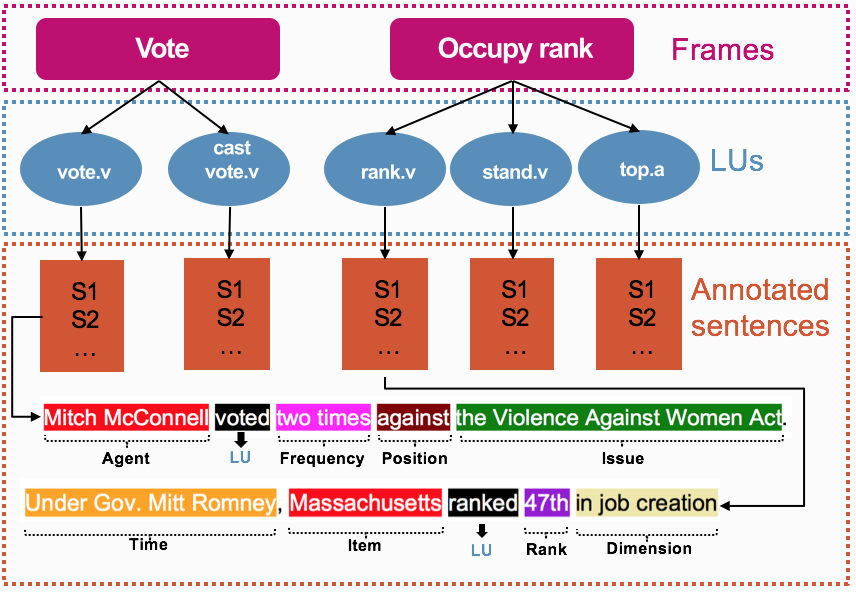 Vote
Occupy rank
Frames
vote.v
cast
vote.v
rank.v
stand.v
top.a
LUs
S1
S2
...
S1
S2
...
S1
S2
...
S1
S2
...
S1
S2
...
Annotated
sentences
Mitch McConnell voted two times against the Violence Against Women Act.
Agent
LU
Frequency
Position
Issue
Under Gov. Mitt Romney, Massachusetts ranked 47th in job creation
Time
Item
LU
Rank
Dimension